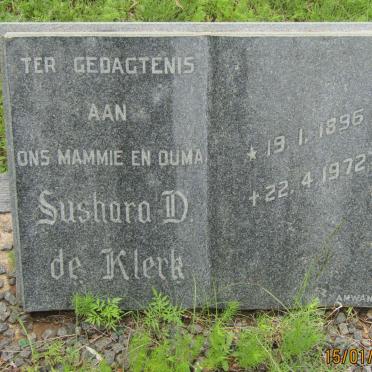 TER GEDAGTENIS
AAN
ONS MAMMIE EN OUMA
Sushara D.
de Klerk
★ 19.1.1896
+ 22.4.1972
15/01/